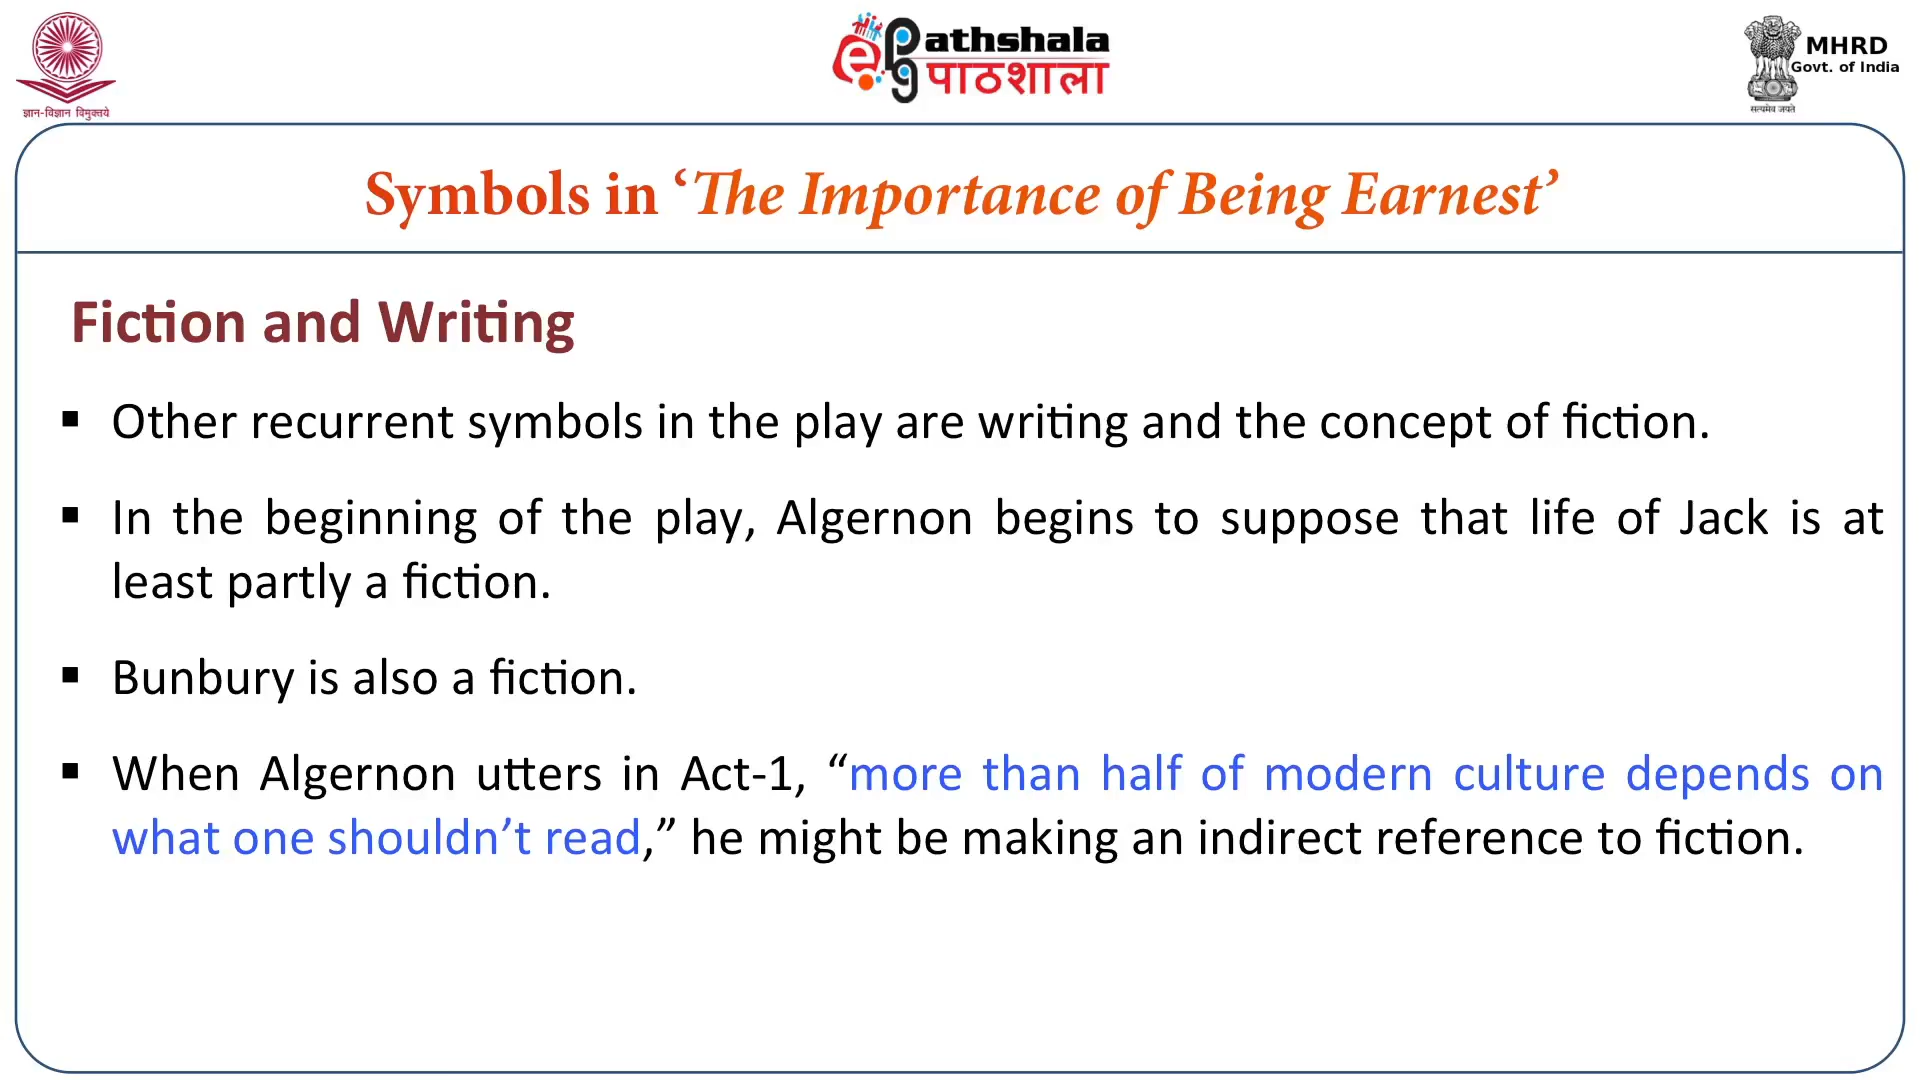 ज्ञान-विज्ञान विमुक्तये
e PG Pathshala
पाठशाला
MHRD
Govt. of India
सत्यमेव जयते
Symbols in ‘The Importance of Being Earnest’
Fiction and Writing
▪ Other recurrent symbols in the play are writing and the concept of fiction.
▪ In the beginning of the play, Algernon begins to suppose that life of Jack is at
least partly a fiction.
▪ Bunbury is also a fiction.
▪ When Algernon utters in Act-1, “more than half of modern culture depends on
what one shouldn’t read,” he might be making an indirect reference to fiction.